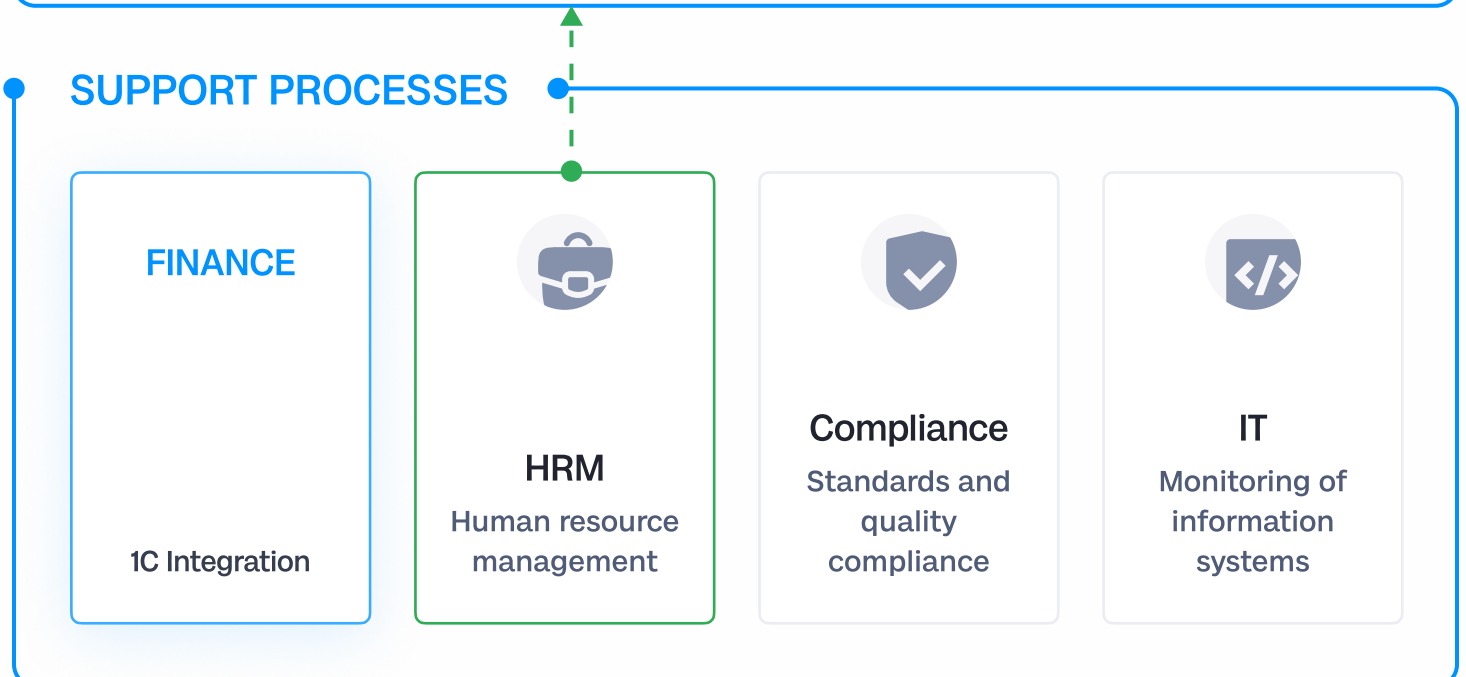 SUPPORT PROCESSES
FINANCE
1C Integration
HRM
Human resource
management
Compliance
Standards and
quality
compliance
IT
Monitoring of
information
systems